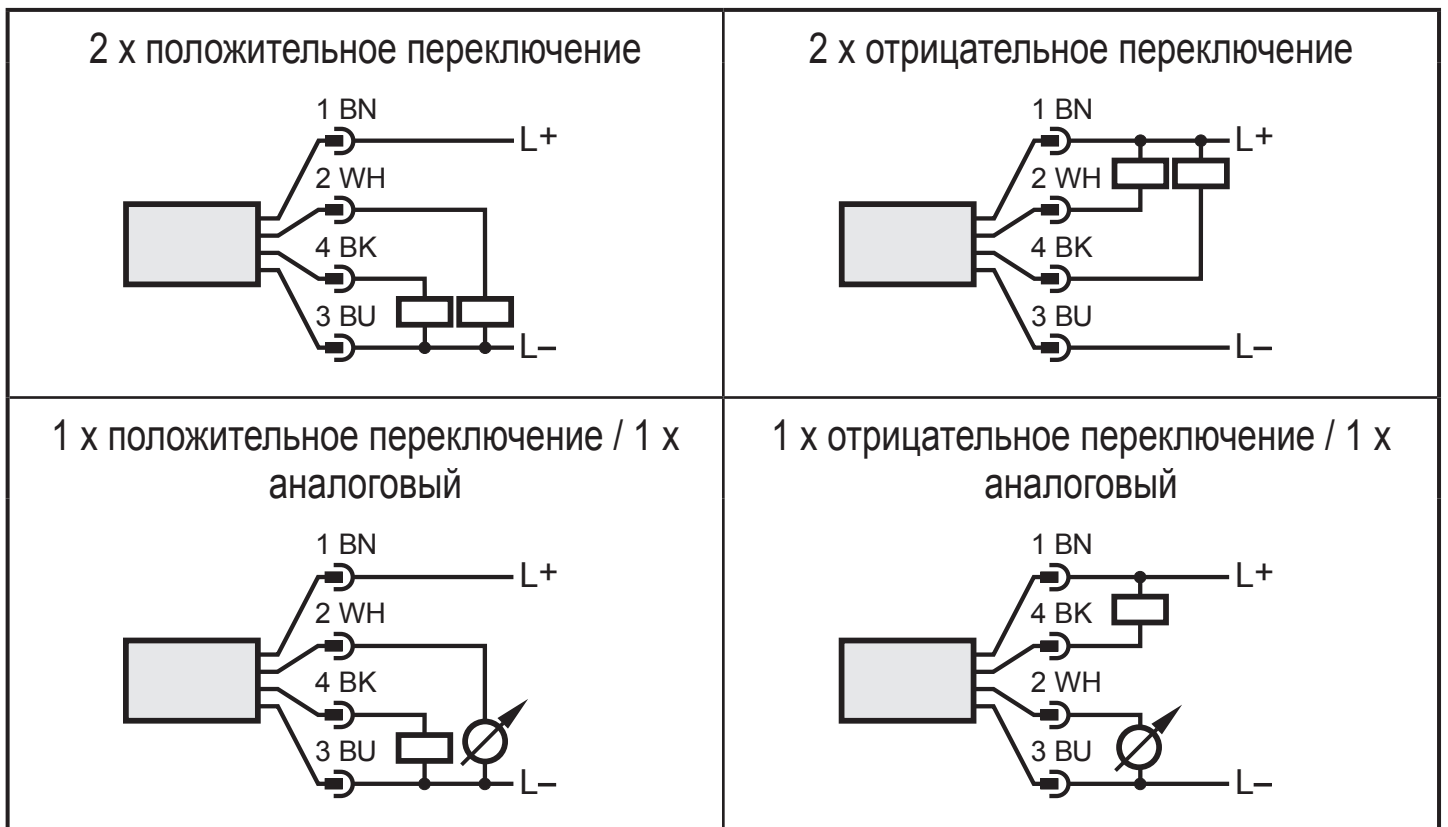 2 x положительное переключение
1 BN
L+
2 WH
4 BK
3 BU
L–
2 x отрицательное переключение
1 BN
L+
2 WH
4 BK
3 BU
L–
1 x положительное переключение / 1 x
аналоговый
1 BN
L+
2 WH
4 BK
3 BU
L–
1 x отрицательное переключение / 1 x
аналоговый
1 BN
L+
4 BK
2 WH
3 BU
L–